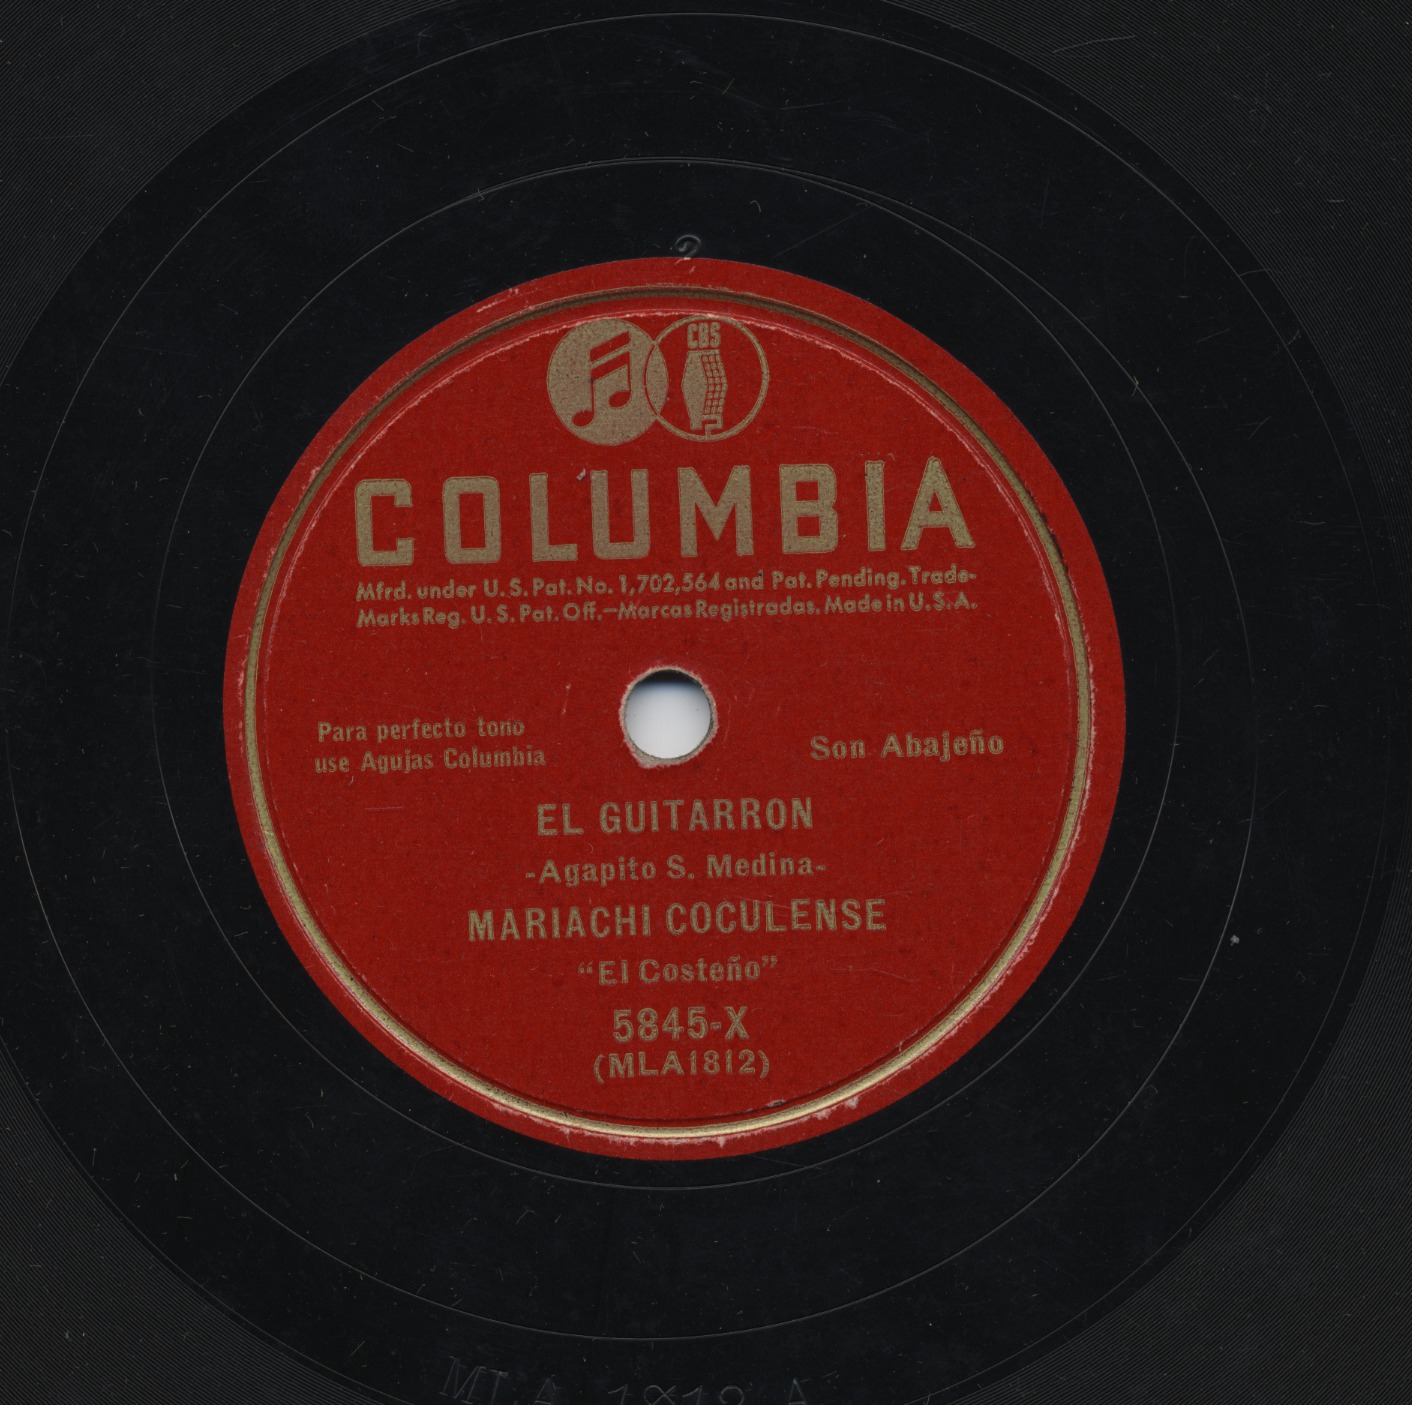 CBS
COLUMBIA
Mfrd. under U.S. Pat. No. 1,702,564 and Pat. Pending. Trade-
Marks Reg. U.S. Pat. Off.—Marcas Registradas. Made in U.S.A.
Para perfecto tono
use Agujas Columbia
Son Abajeño
EL GUITARRON
-Agapito S. Medina-
MARIACHI COCULENSE
“El Costeño”
5845-X
(MLA1812)
MLA 1812 A